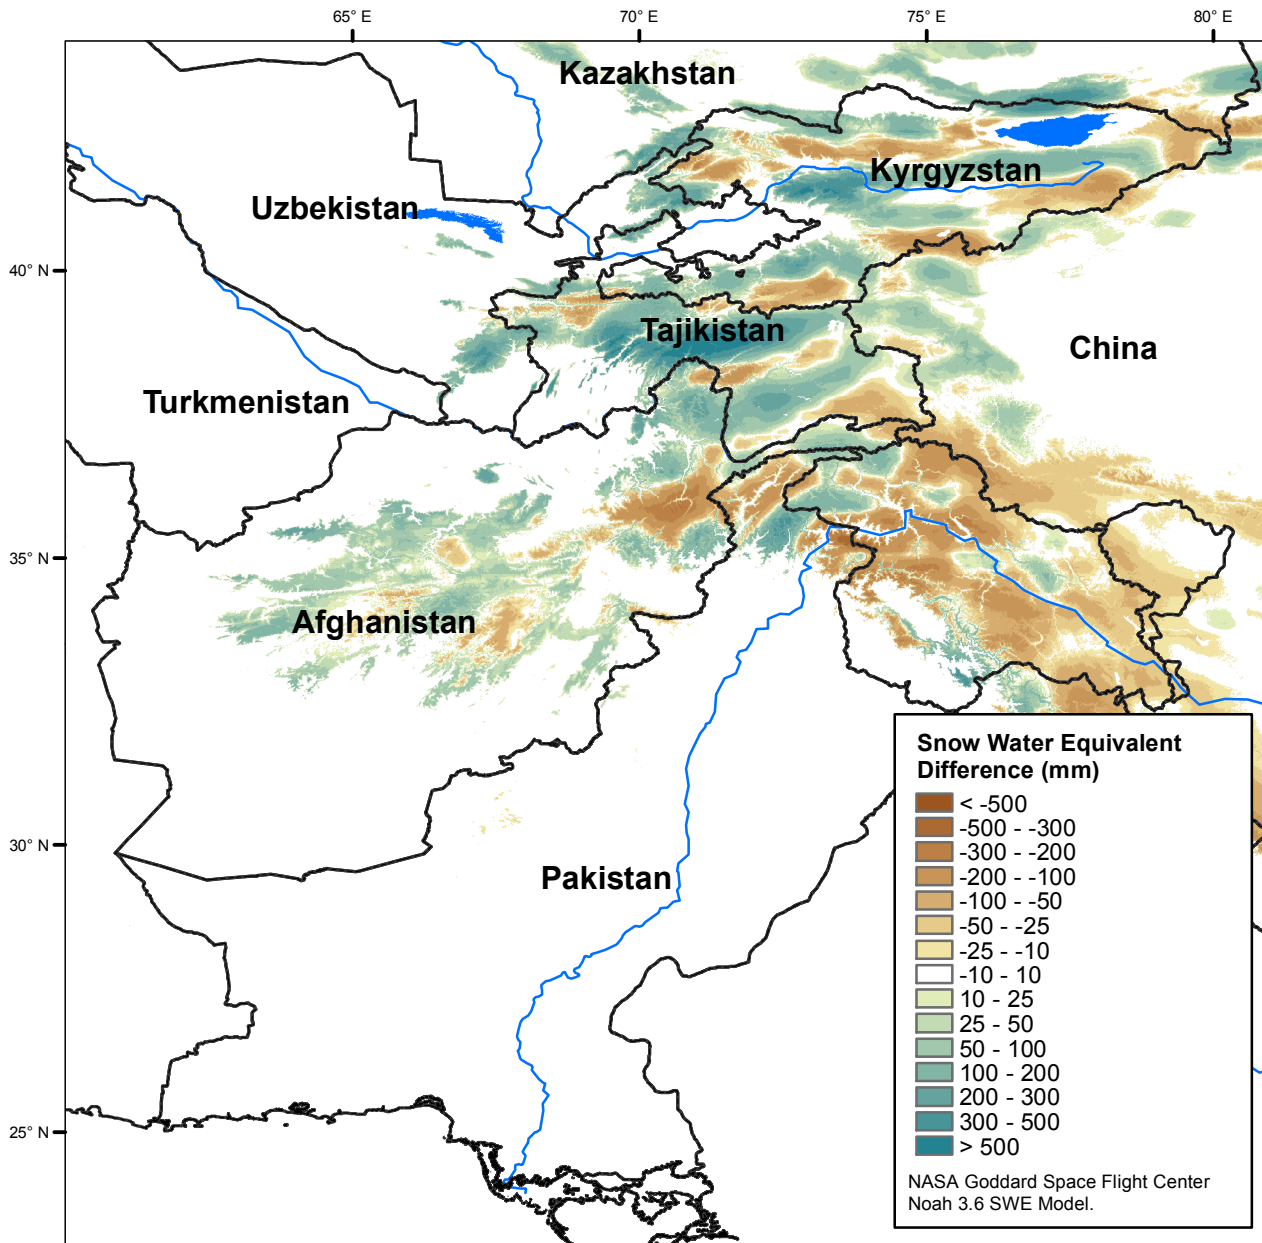 65° E
70° E
75° E
80° E
Kazakhstan
Kyrgyzstan
Uzbekistan
40° N
Tajikistan
China
Turkmenistan
35° N
Afghanistan
30° N
Pakistan
25° N
Snow Water Equivalent
Difference (mm)
< -500
-500 - -300
-300 - -200
-200 - -100
-100 - -50
-50 - -25
-25 - -10
-10 - 10
10 - 25
25 - 50
50 - 100
100 - 200
200 - 300
300 - 500
> 500
NASA Goddard Space Flight Center
Noah 3.6 SWE Model.